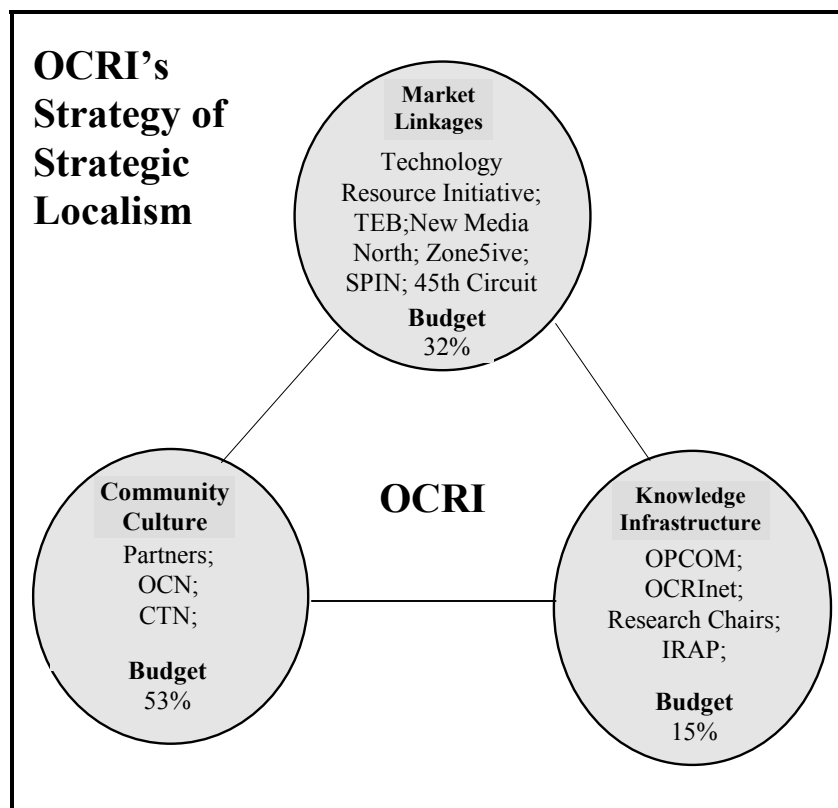 OCRI's
Strategy of
Strategic
Localism
Market
Linkages
Technology
Resource Initiative;
TEB;New Media
North; Zone5ive;
SPIN; 45th Circuit
Budget
32%
OCRI
Community
Culture
Partners;
OCN;
CTN;
Budget
53%
Knowledge
Infrastructure
OPCOM;
OCRInet;
Research Chairs;
IRAP;
Budget
15%